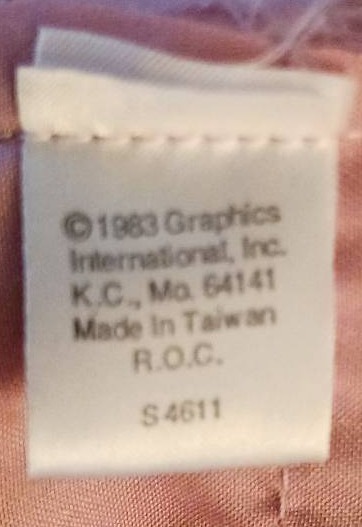 ©1983 Graphics
International, Inc.
K.C., Mo. 64141
Made In Taiwan
R.O.C.
S4611